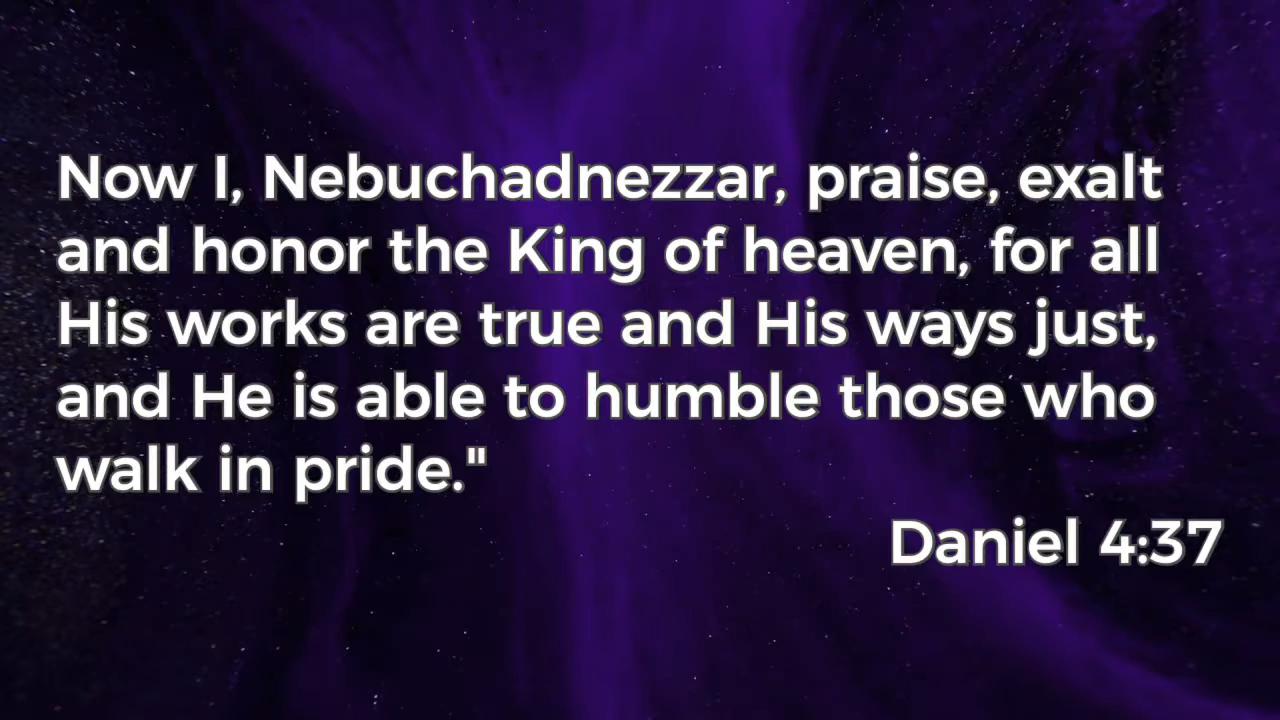 Now I, Nebuchadnezzar, praise, exalt
and honor the King of heaven, for all
His works are true and His ways just,
and He is able to humble those who
walk in pride."
Daniel 4:37